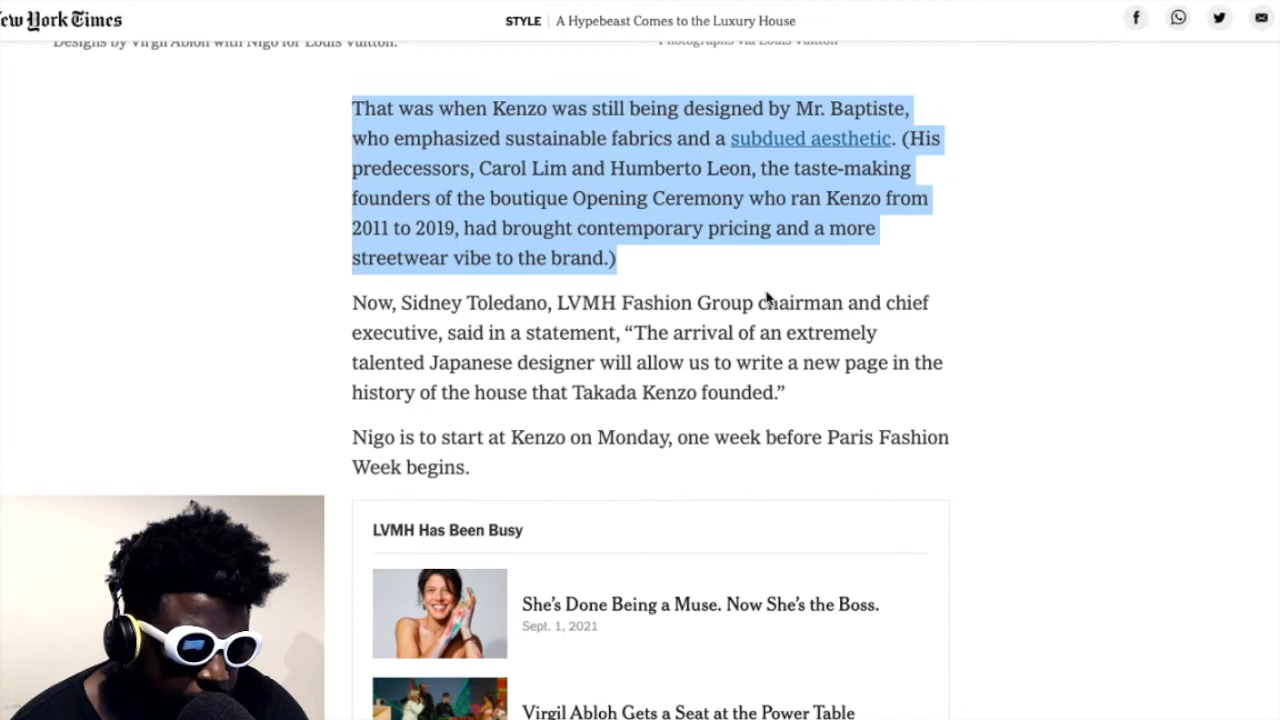 ew York Times
STYLE | A Hypebeast Comes to the Luxury House
Designs by Virgil Abloh with Nigo for Louis Vuitton.
Photographs via Louis Vuitton
That was when Kenzo was still being designed by Mr. Baptiste,
who emphasized sustainable fabrics and a subdued aesthetic. (His
predecessors, Carol Lim and Humberto Leon, the taste-making
founders of the boutique Opening Ceremony who ran Kenzo from
2011 to 2019, had brought contemporary pricing and a more
streetwear vibe to the brand.)
Now, Sidney Toledano, LVMH Fashion Group chairman and chief
executive, said in a statement, “The arrival of an extremely
talented Japanese designer will allow us to write a new page in the
history of the house that Takada Kenzo founded.”
Nigo is to start at Kenzo on Monday, one week before Paris Fashion
Week begins.
LVMH Has Been Busy
She’s Done Being a Muse. Now She’s the Boss.
Sept. 1, 2021
Virgil Abloh Gets a Seat at the Power Table